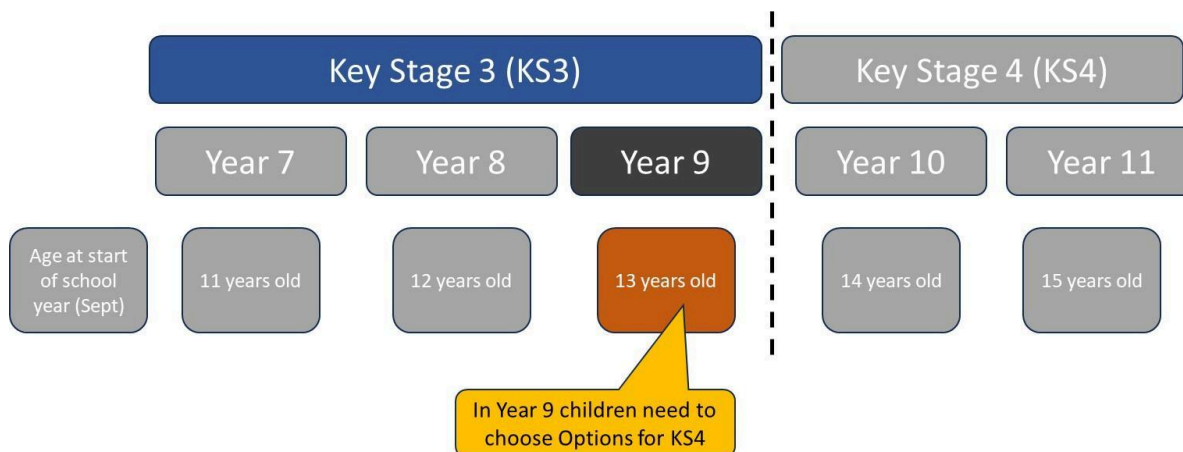 Key Stage 3 (KS3)
Key Stage 4 (KS4)
Year 7
Year 8
Year 9
Year 10
Year 11
Age at start
of school
year (Sept)
11 years old
12 years old
13 years old
14 years old
15 years old
In Year 9 children need to
choose Options for KS4